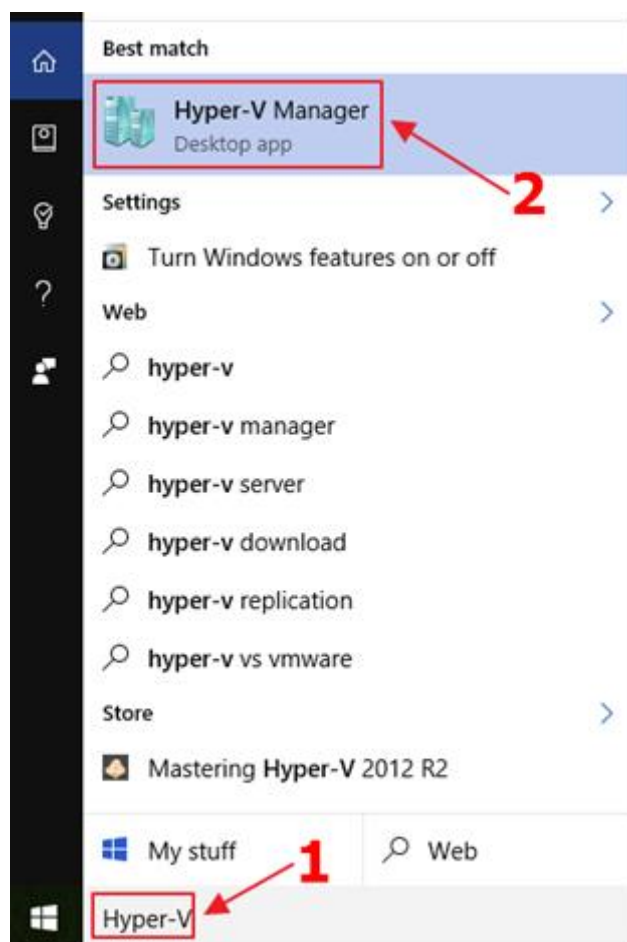 Best match
Hyper-V Manager
Desktop app
2
Settings
Turn Windows features on or off
?
Web
hyper-v
hyper-v manager
hyper-v server
hyper-v download
hyper-v replication
hyper-v vs vmware
Store
Mastering Hyper-V 2012 R2
My stuff
Web
1
Hyper-V